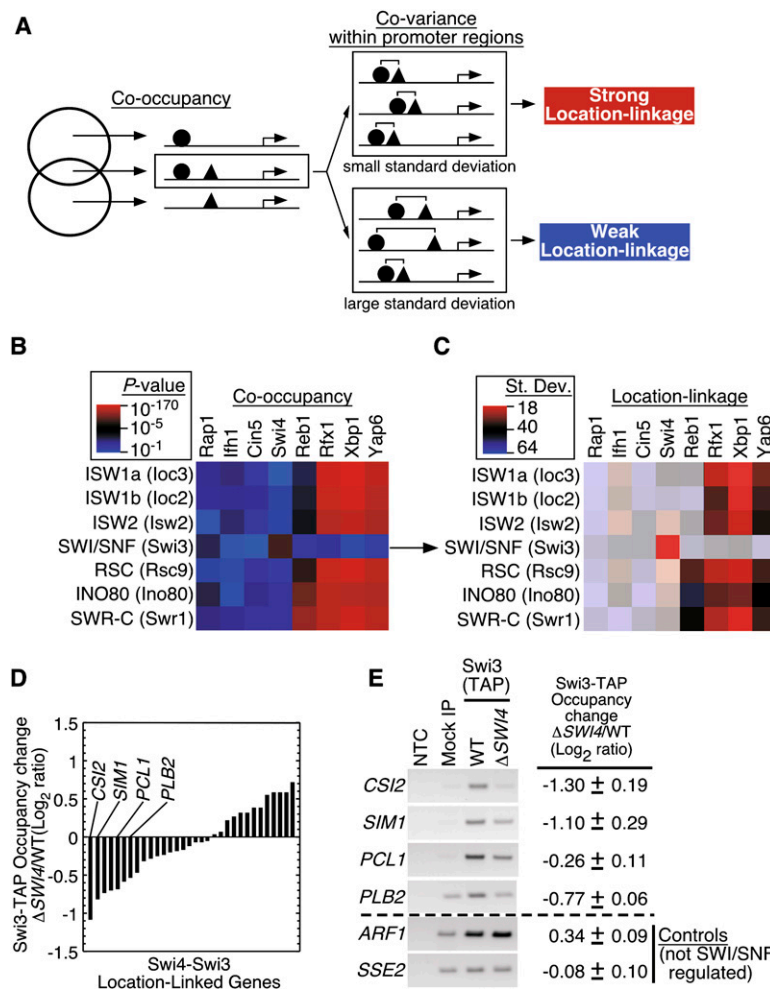 A
Co-occupancy
Co-variance
within promoter regions
small standard deviation
large standard deviation
Strong
Location-linkage
Weak
Location-linkage
B
P-value
10-170
10-5
10-1
Co-occupancy
Rap1
Ifh1
Cin5
Swi4
Reb1
Rfx1
Xbp1
Yap6
ISW1a (Ioc3)
ISW1b (Ioc2)
ISW2 (Isw2)
SWI/SNF (Swi3)
RSC (Rsc9)
INO80 (Ino80)
SWR-C (Swr1)
C
St. Dev.
18
40
64
Location-linkage
Rap1
Ifh1
Cin5
Swi4
Reb1
Rfx1
Xbp1
Yap6
ISW1a (Ioc3)
ISW1b (Ioc2)
ISW2 (Isw2)
SWI/SNF (Swi3)
RSC (Rsc9)
INO80 (Ino80)
SWR-C (Swr1)
D
Swi3-TAP Occupancy change
ΔSWI4/WT(Log2 ratio)
1.5
1
0.5
0
-0.5
-1
-1.5
CSI2
SIM1
PCL1
PLB2
Swi4-Swi3
Location-Linked Genes
E
Swi3
(TAP)
NTC
Mock IP
WT
ΔSWI4
Swi3-TAP
Occupancy
change
ΔSWI4/WT
(Log2 ratio)
CSI2 -1.30 ± 0.19
SIM1 -1.10 ± 0.29
PCL1 -0.26 ± 0.11
PLB2 -0.77 ± 0.06
ARF1 0.34 ± 0.09
SSE2 -0.08 ± 0.10
Controls
(not SWI/SNF
regulated)